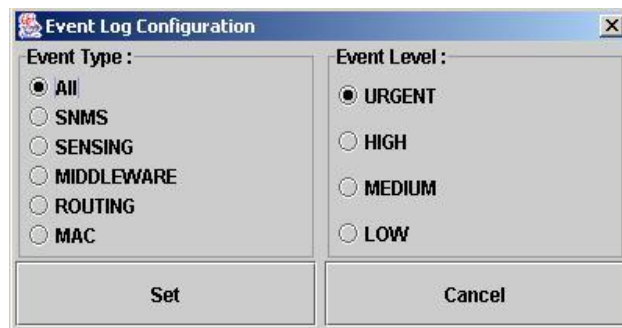 Event Log Configuration
Event Type :
All
SNMS
SENSING
MIDDLEWARE
ROUTING
MAC
Event Level :
URGENT
HIGH
MEDIUM
LOW
Set
Cancel